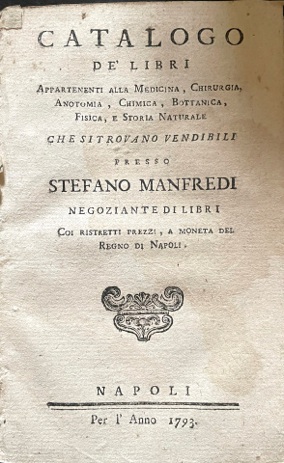 CATALOGO
DE' LIBRI
APPARTENENTI ALLA MEDICINA, CHIRURGIA,
ANOTOMIA, CHIMICA, BOTTANICA,
FISICA, E STORIA NATURALE
CHE SI TROVANO VENDIBILI
PRESSO
STEFANO MANFREDI
NEGOZIANTE DI LIBRI
COI RISTRETTI PREZZI, A MONETA DEL
REGNO DI NAPOLI.
NAPOLI
Per l' Anno 1793.